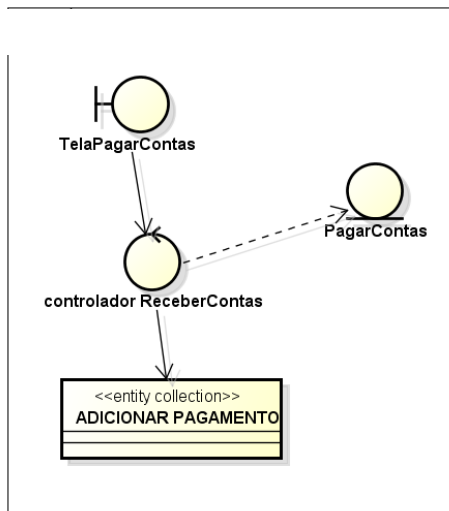 TelaPagarContas
PagarContas
controlador ReceberContas
<<entity collection>>
ADICIONAR PAGAMENTO